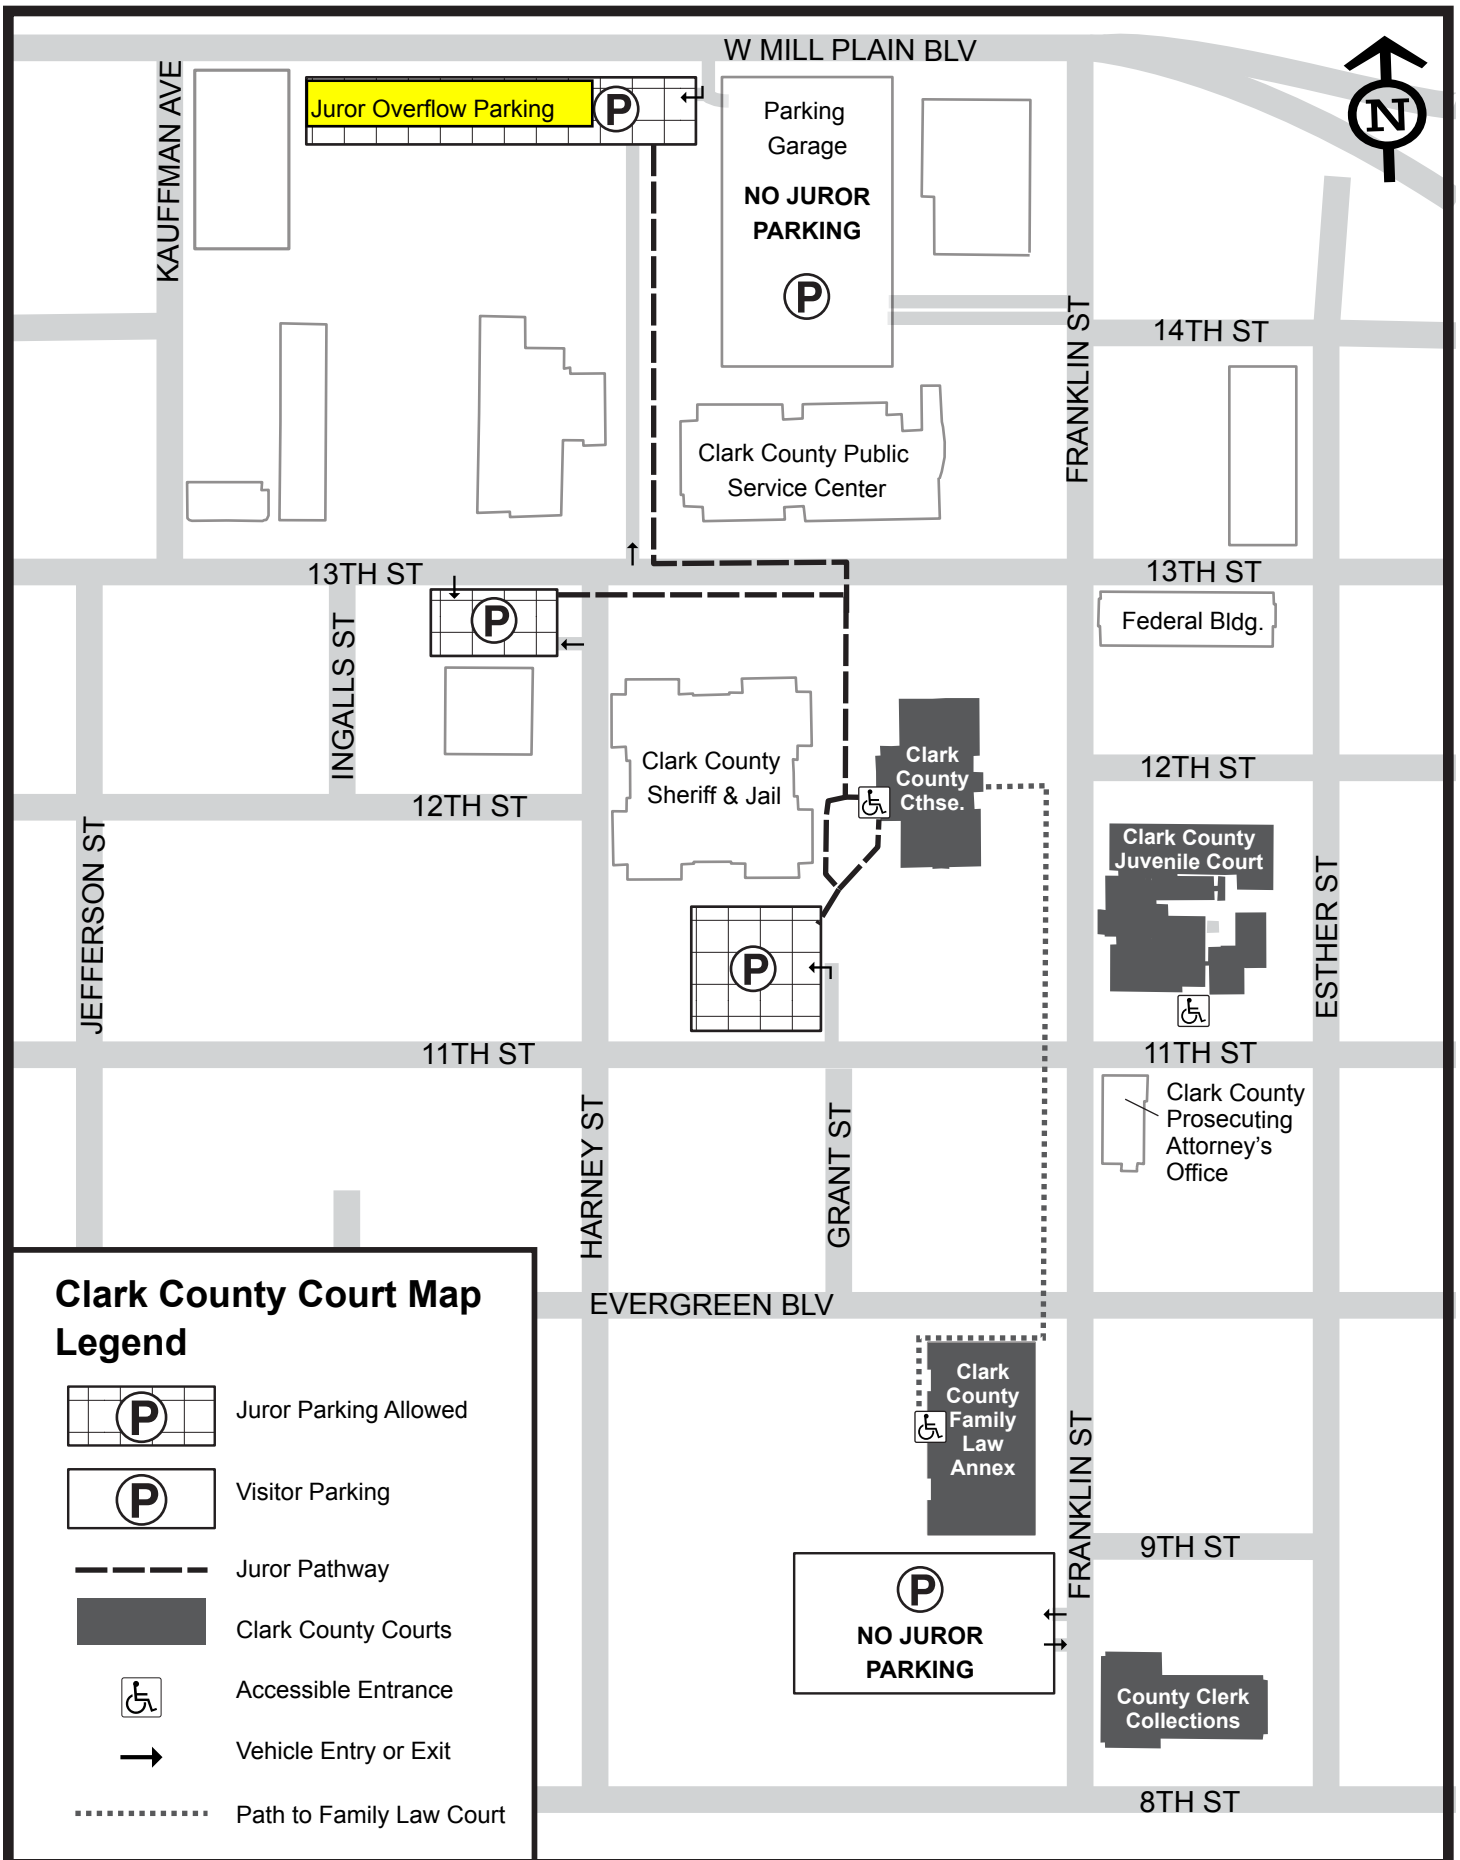 W MILL PLAIN BLV
KAUFFMAN AVE
Juror Overflow Parking
P
Parking
Garage
NO JUROR
PARKING
P
N
FRANKLIN ST
14TH ST
Clark County Public
Service Center
13TH ST
13TH ST
P
INGALLS ST
Federal Bldg.
Clark County
Sheriff & Jail
Clark
County
Cthse.
12TH ST
12TH ST
JEFFERSON ST
Clark County
Juvenile Court
ESTHER ST
P
11TH ST
11TH ST
HARNEY ST
GRANT ST
Clark County
Prosecuting
Attorney's
Office
EVERGREEN BLV
Clark
County
Family
Law
Annex
FRANKLIN ST
9TH ST
P
NO JUROR
PARKING
County Clerk
Collections
8TH ST
Clark County Court Map
Legend
P
Juror Parking Allowed
P
Visitor Parking
Juror Pathway
Clark County Courts
Accessible Entrance
Vehicle Entry or Exit
Path to Family Law Court